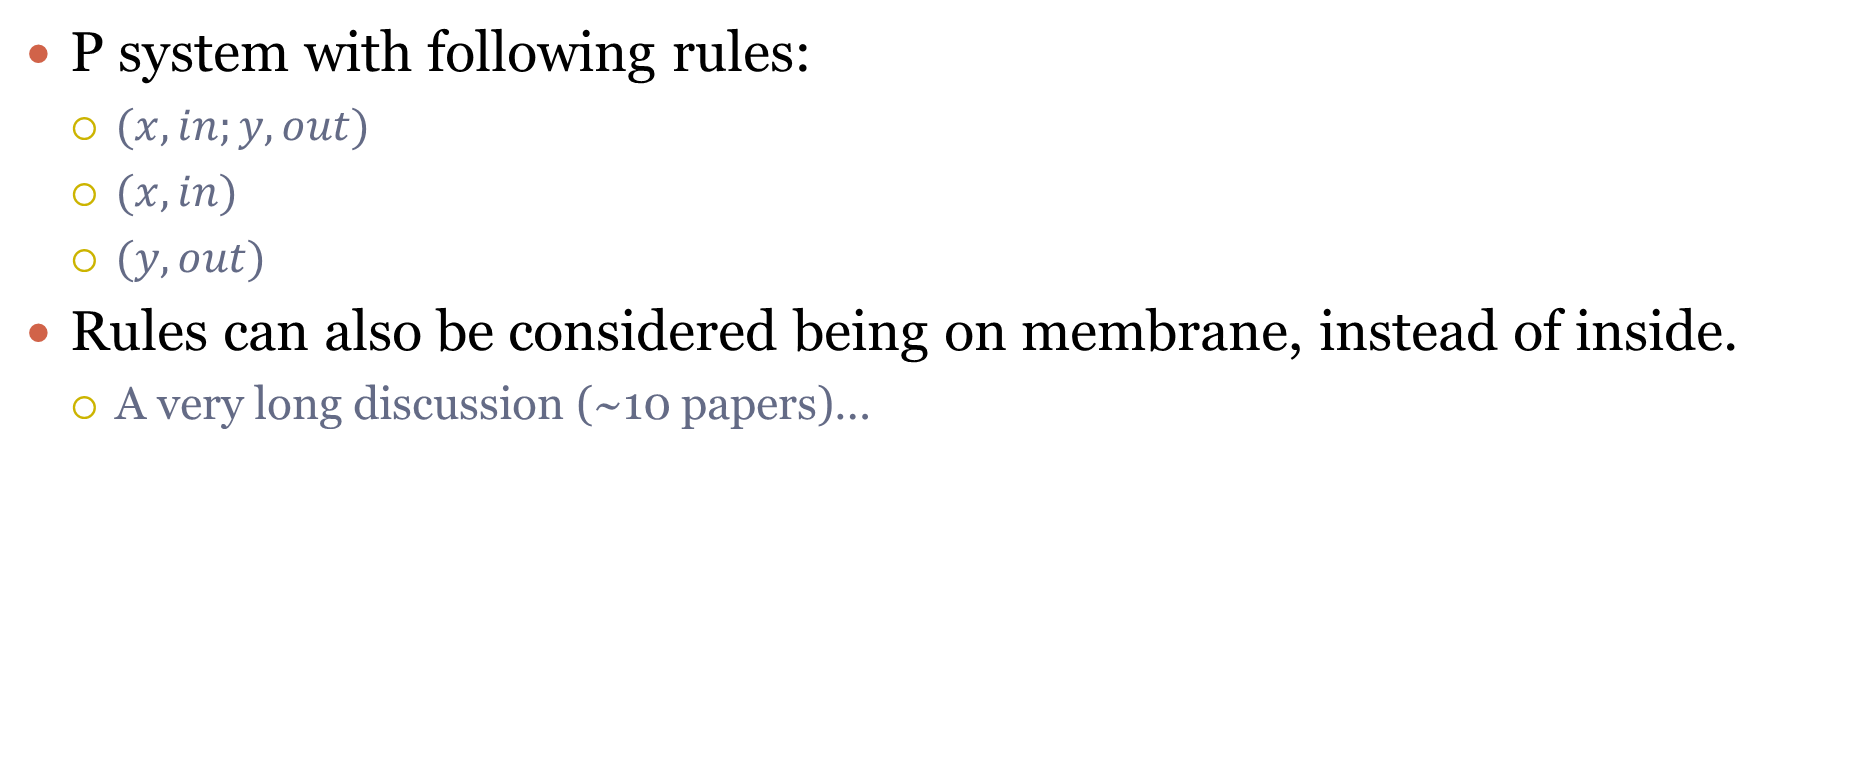 • P system with following rules:
○ (x, in; y, out)
○ (x, in)
○ (y, out)
• Rules can also be considered being on membrane, instead of inside.
○ A very long discussion (~10 papers)…